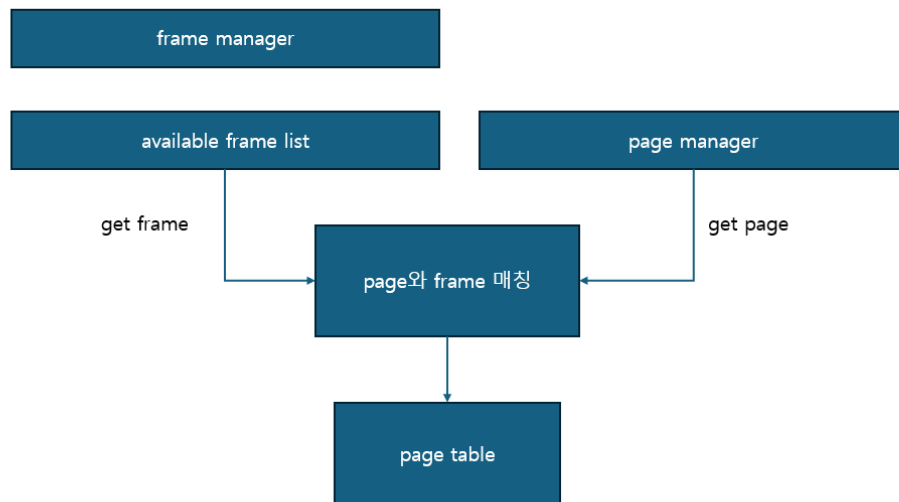 frame manager
available frame list
page manager
get frame
get page
page와 frame 매칭
page table